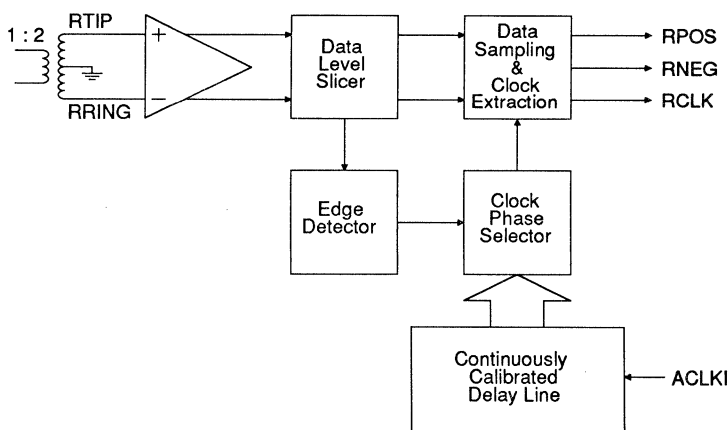 RTIP
1 : 2
+
−
RRING
Data
Level
Slicer
Data
Sampling
&
Clock
Extraction
RPOS
RNEG
RCLK
Edge
Detector
Clock
Phase
Selector
Continuously
Calibrated
Delay Line
ACLKI